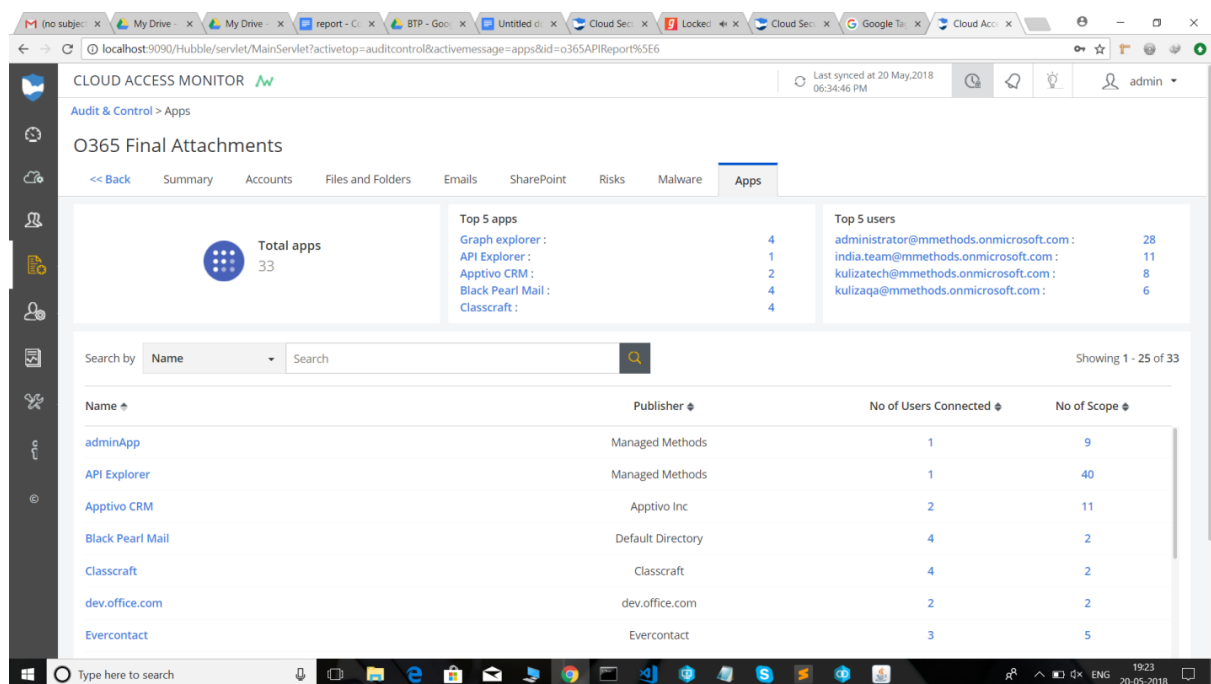 (no subject
My Drive -
My Drive -
report - Co
BTP - Goog
Untitled do
Cloud Secu
Locked
Cloud Secu
Google Tag
Cloud Acce
localhost:9090/Hubble/servlet/MainServlet?activetop=auditcontrol&activemessage=apps&id=o365APIReport%5E6
CLOUD ACCESS MONITOR
Last synced at 20 May,2018
06:34:46 PM
admin
Audit & Control > Apps
O365 Final Attachments
<< Back Summary Accounts Files and Folders Emails SharePoint Risks Malware Apps
Total apps
33
Top 5 apps
Graph explorer : 4
API Explorer : 1
Apptivo CRM : 2
Black Pearl Mail : 4
Classcraft : 4
Top 5 users
administrator@mmethods.onmicrosoft.com : 28
india.team@mmethods.onmicrosoft.com : 11
kulizatech@mmethods.onmicrosoft.com : 8
kulizaqa@mmethods.onmicrosoft.com : 6
Search by Name Search Showing 1 - 25 of 33
Name Publisher No of Users Connected No of Scope
adminApp Managed Methods 1 9
API Explorer Managed Methods 1 40
Apptivo CRM Apptivo Inc 2 11
Black Pearl Mail Default Directory 4 2
Classcraft Classcraft 4 2
dev.office.com dev.office.com 2 2
Evercontact Evercontact 3 5
Type here to search
ENG
19:23
20-05-2018